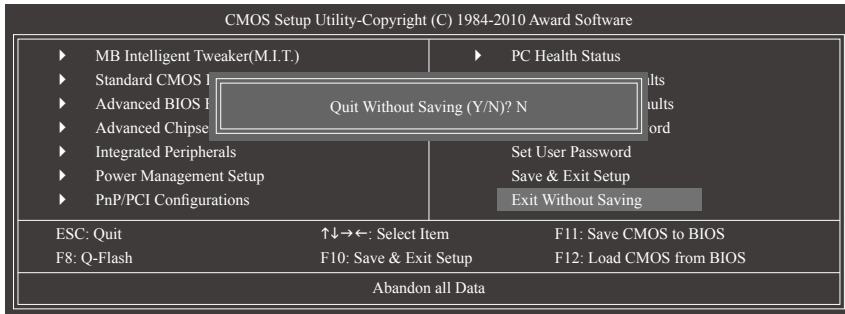 CMOS Setup Utility-Copyright (C) 1984-2010 Award Software
MB Intelligent Tweaker(M.I.T.)
Standard CMOS
Advanced BIOS
Advanced
Integrated Peripherals
Power Management Setup
PnP/PCI Configurations
PC Health Status
Set User Password
Save & Exit Setup
Exit Without Saving
Quit Without Saving (Y/N)? N
ESC: Quit
↑↓→←: Select Item
F11: Save CMOS to BIOS
F8: Q-Flash
F10: Save & Exit Setup
F12: Load CMOS from BIOS
Abandon all Data